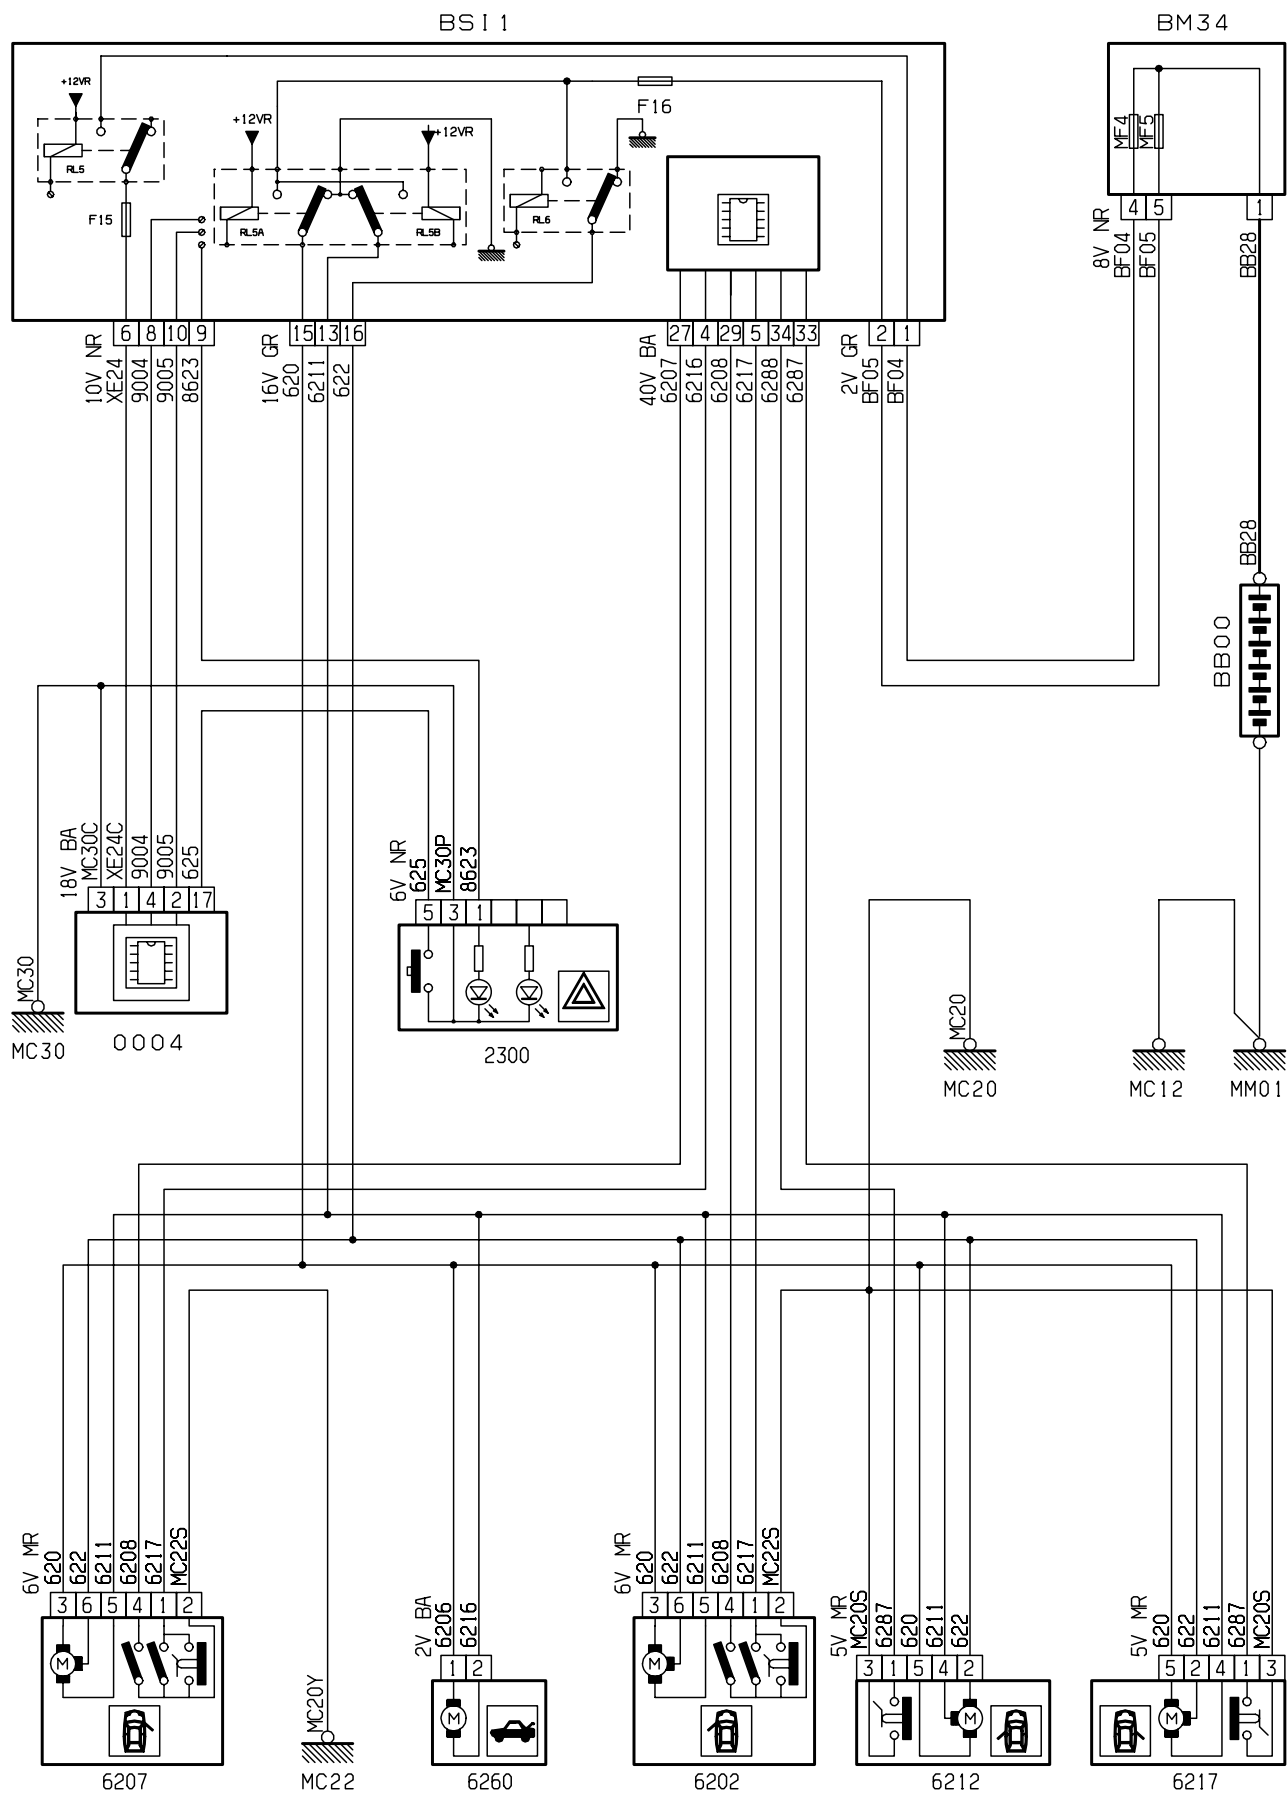 BSI1
BM34
+12VR
RL5
F15
+12VR
+12VR
RL5A
RL5B
F16
RL6
MF4
MF5
6 8 10 9
15 13 16
27 4 29 5 34 33
2 1
4 5
1
10V NR
XE24
9004
9005
8623
16V GR
620
6211
622
40V BA
6207
6216
6208
6217
6288
6287
2V GR
BF05
BF04
8V NR
BF04
BF05
BB28
BB28
BB00
18V BA
MC30C
XE24C
9004
9005
625
3 1 4 2 17
6V NR
625
MC30P
8623
5 3 1
MC30
MC30
0004
2300
MC20
MC20
MC12
MM01
6V MR
620
622
6211
6208
6217
MC22S
3 6 5 4 1 2
M
6207
MC20Y
MC22
2V BA
6206
6216
1 2
M
6260
6V MR
620
622
6211
6208
6217
MC22S
3 6 5 4 1 2
M
6202
5V MR
MC20S
6287
620
6211
622
3 1 5 4 2
M
6212
5V MR
620
622
6211
6287
MC20S
5 2 4 1 3
M
6217